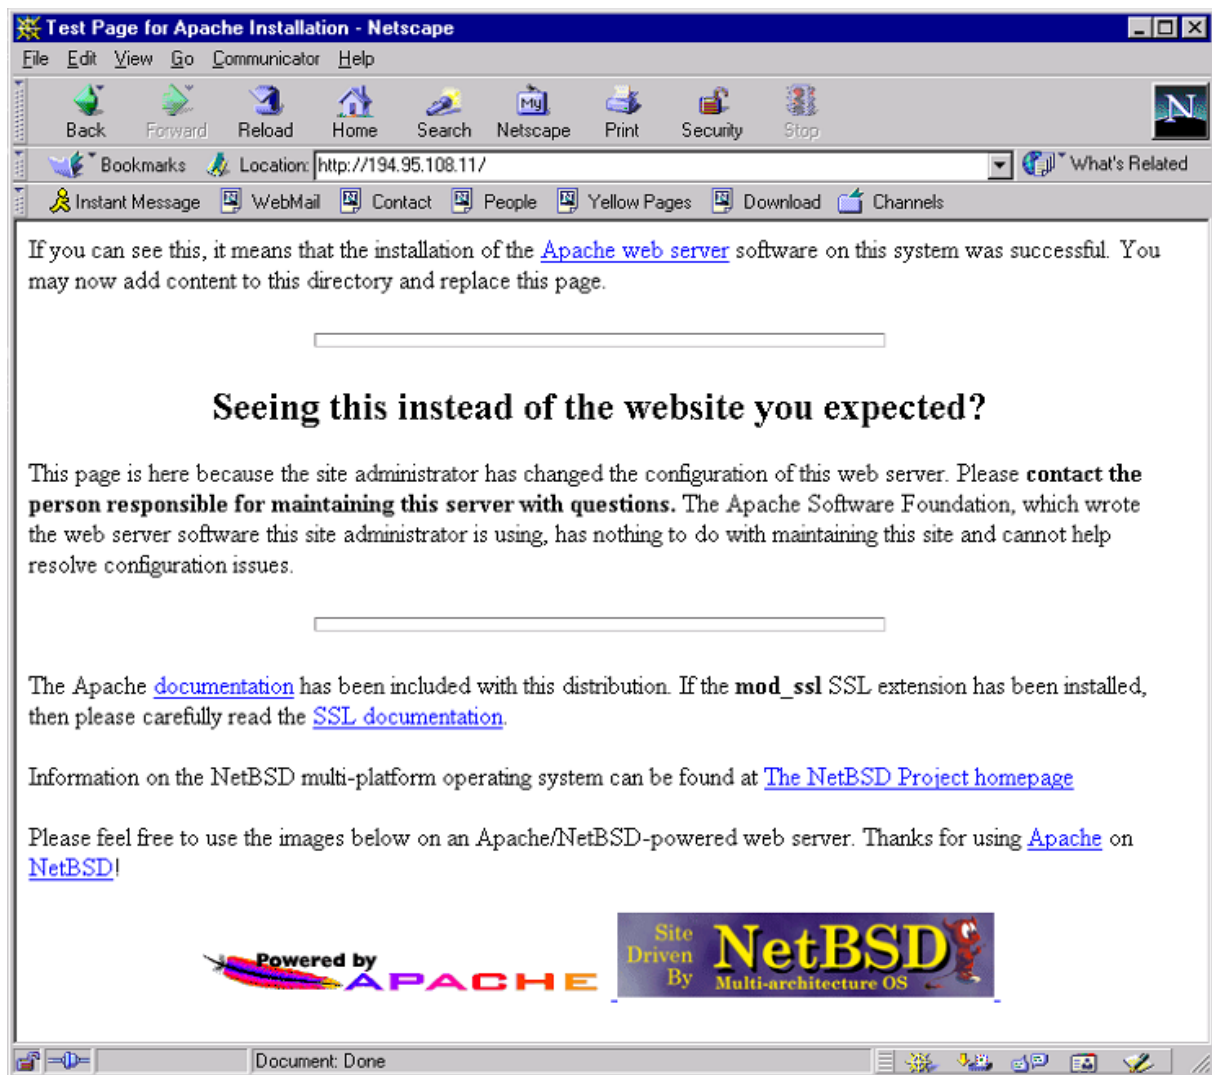 Test Page for Apache Installation - Netscape
File Edit View Go Communicator Help
Back Forward Reload Home Search Netscape Print Security Stop
My
N
Bookmarks Location: http://194.95.108.11/ What's Related
Instant Message WebMail Contact People Yellow Pages Download Channels
If you can see this, it means that the installation of the Apache web server software on this system was successful. You
may now add content to this directory and replace this page.
Seeing this instead of the website you expected?
This page is here because the site administrator has changed the configuration of this web server. Please contact the
person responsible for maintaining this server with questions. The Apache Software Foundation, which wrote
the web server software this site administrator is using, has nothing to do with maintaining this site and cannot help
resolve configuration issues.
The Apache documentation has been included with this distribution. If the mod_ssl SSL extension has been installed,
then please carefully read the SSL documentation.
Information on the NetBSD multi-platform operating system can be found at The NetBSD Project homepage
Please feel free to use the images below on an Apache/NetBSD-powered web server. Thanks for using Apache on
NetBSD!
Powered by
APACHE
Site
Driven
By
NetBSD
Multi-architecture OS
Document: Done